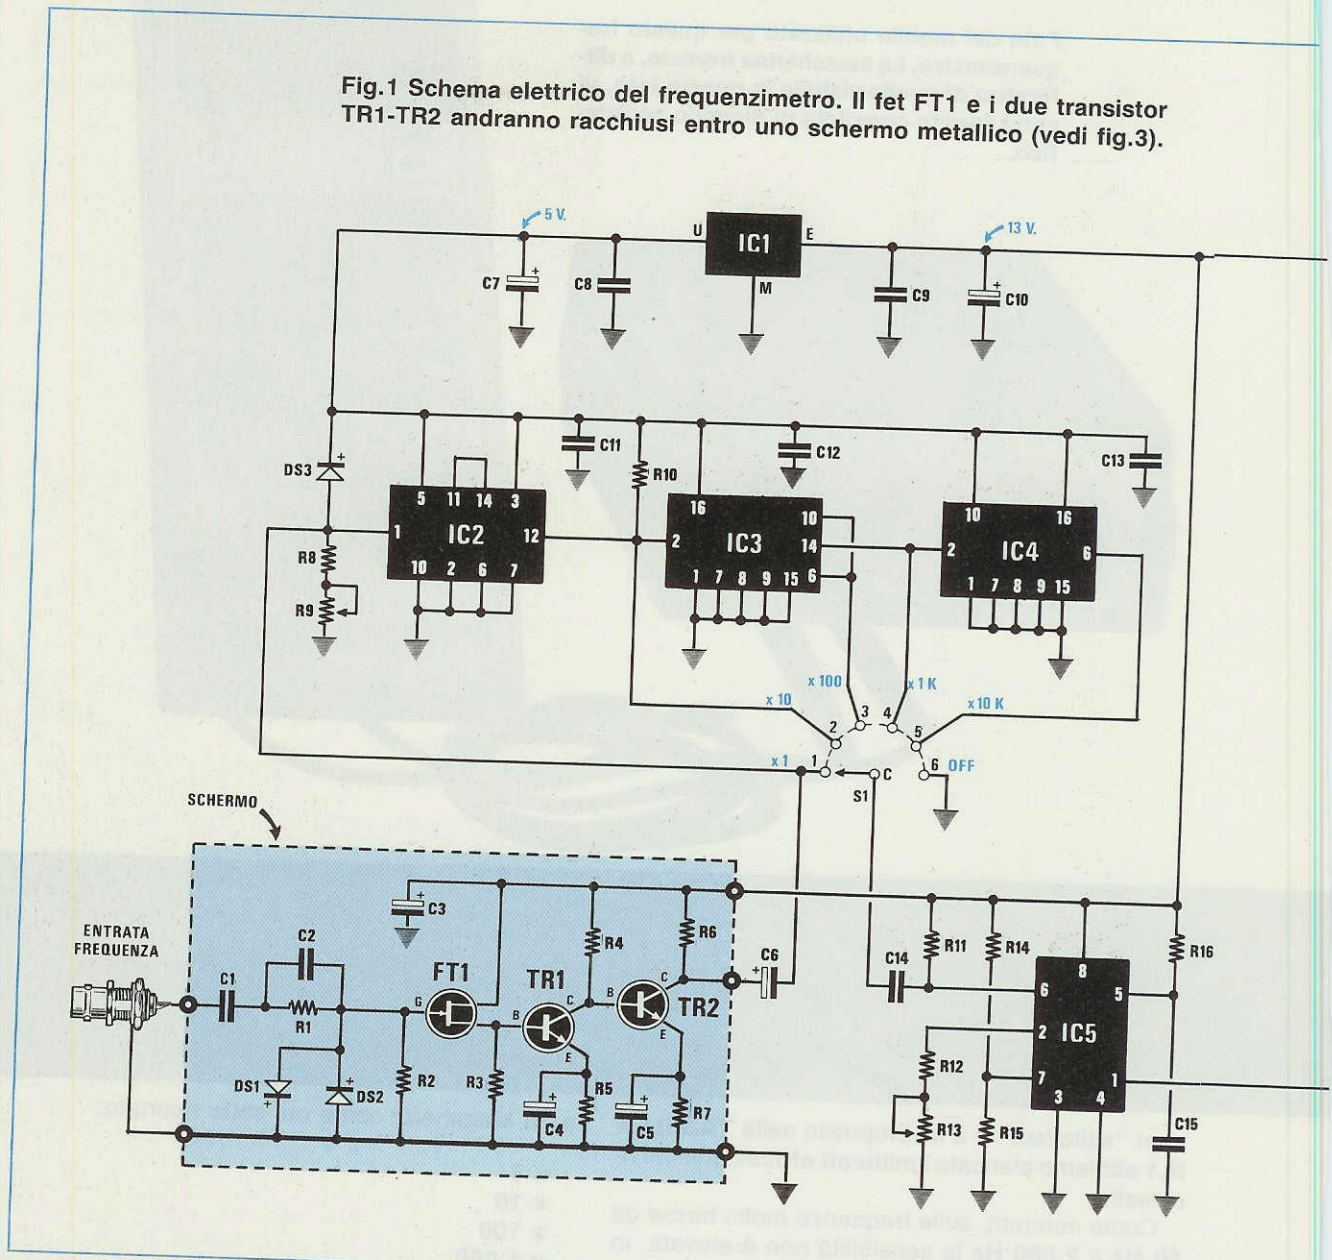 Fig.1 Schema elettrico del frequenzimetro. Il fet FT1 e i due transistor
TR1-TR2 andranno racchiusi entro uno schermo metallico (vedi fig.3).
5 V.
13 V.
U IC1 E
M
C7 C8 C9 C10
C11 C12 C13
DS3 R10
5 11 14 3
1 IC2 12
10 2 6 7
R8
R9
16 10
2 IC3 14
1 7 8 9 15 6
10 16
2 IC4 6
1 7 8 9 15
x 10 x 100 x 1 K x 10 K
2 3 4 5
x 1 1 C 6 OFF
S1
SCHERMO
ENTRATA
FREQUENZA
C3
C2
C1
R1
R4 R6
FT1 TR1 TR2
G B C E
B C E
C6
DS1 DS2 R2 R3 R5 R7
C4 C5
C14 R11 R14 R16
8
6 5
2 IC5
7 1
3 4
R12
R13 R15 C15